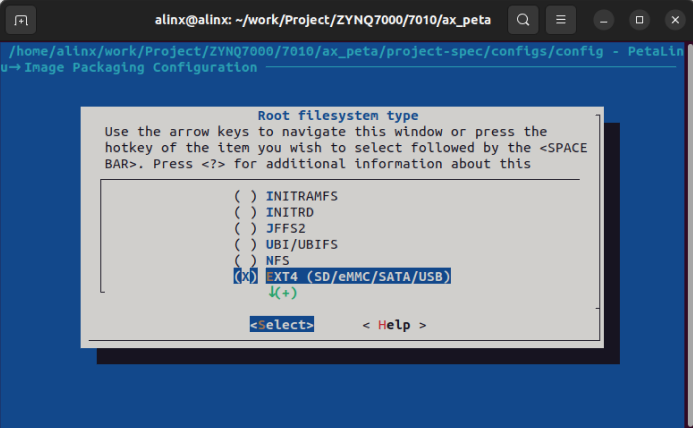 alinx@alinx: ~/work/Project/ZYNQ7000/7010/ax_peta
/home/alinx/work/Project/ZYNQ7000/7010/ax_peta/project-spec/configs/config - PetaLin
u→Image Packaging Configuration
Root filesystem type
Use the arrow keys to navigate this window or press the
hotkey of the item you wish to select followed by the <SPACE
BAR>. Press <?> for additional information about this
( ) INITRAMFS
( ) INITRD
( ) JFFS2
( ) UBI/UBIFS
( ) NFS
(X) EXT4 (SD/eMMC/SATA/USB)
↓(+)
<Select> < Help >